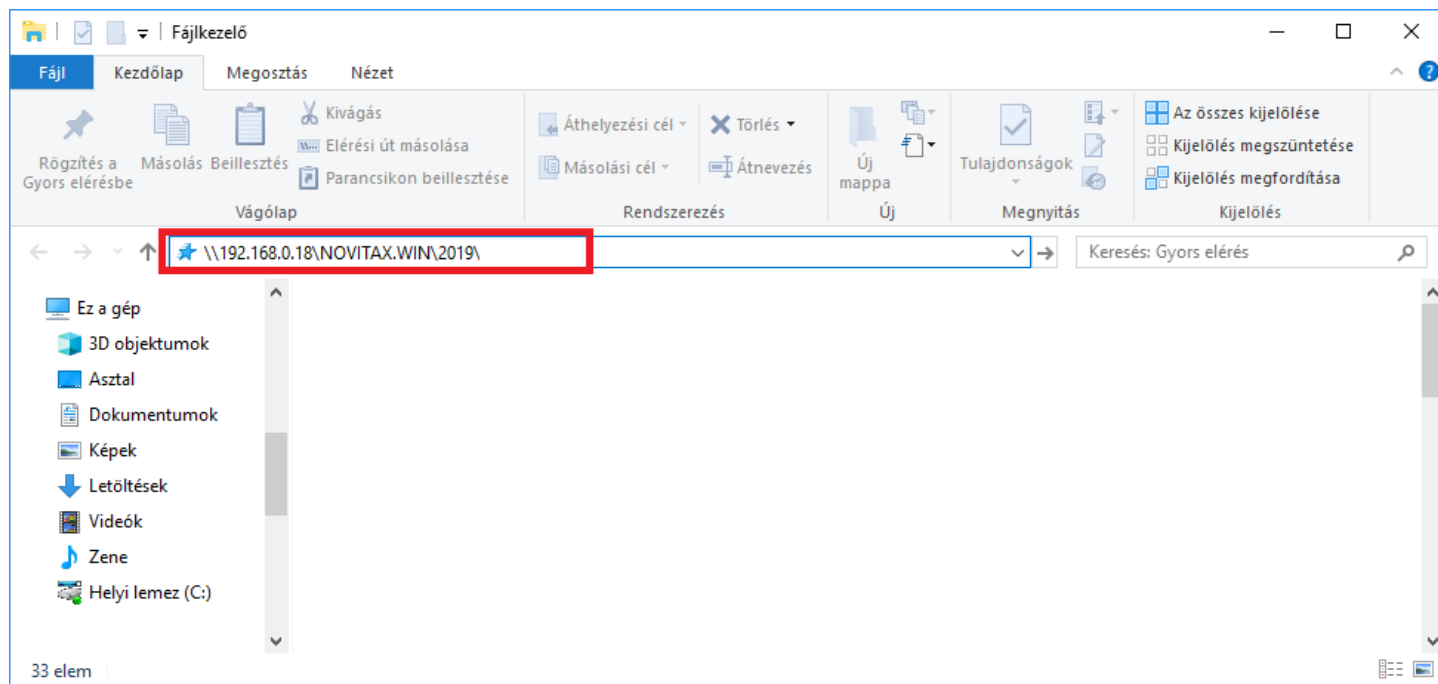 Fájlkezelő
Fájl Kezdőlap Megosztás Nézet
Rögzítés a Gyors elérésbe
Másolás
Beillesztés
Kivágás
Elérési út másolása
Parancsikon beillesztése
Vágólap
Áthelyezési cél
Másolási cél
Törlés
Átnevezés
Rendszerezés
Új mappa
Új
Tulajdonságok
Megnyitás
Az összes kijelölése
Kijelölés megszüntetése
Kijelölés megfordítása
Kijelölés
\\192.168.0.18\NOVITAX.WIN\2019\
Keresés: Gyors elérés
Ez a gép
3D objektumok
Asztal
Dokumentumok
Képek
Letöltések
Videók
Zene
Helyi lemez (C:)
33 elem